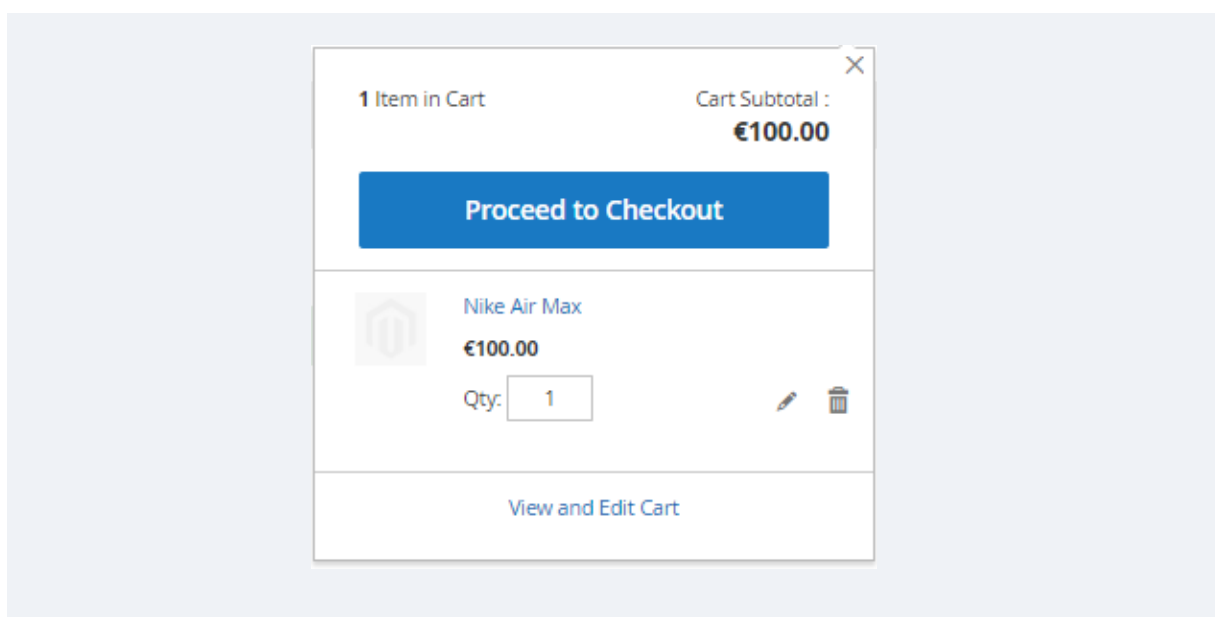 1 Item in Cart
Cart Subtotal :
€100.00
Proceed to Checkout
Nike Air Max
€100.00
Qty: 1
View and Edit Cart